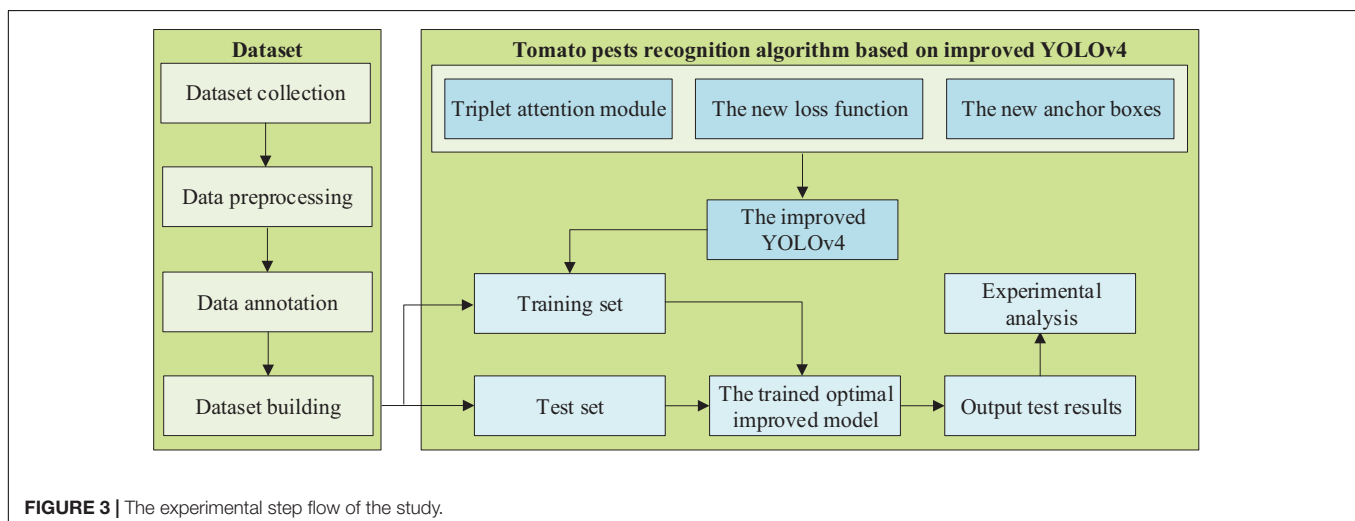 Dataset
Dataset collection
Data preprocessing
Data annotation
Dataset building
Tomato pests recognition algorithm based on improved YOLOv4
Triplet attention module
The new loss function
The new anchor boxes
The improved
YOLOv4
Training set
Experimental
analysis
Test set
The trained optimal
improved model
Output test results
FIGURE 3 | The experimental step flow of the study.